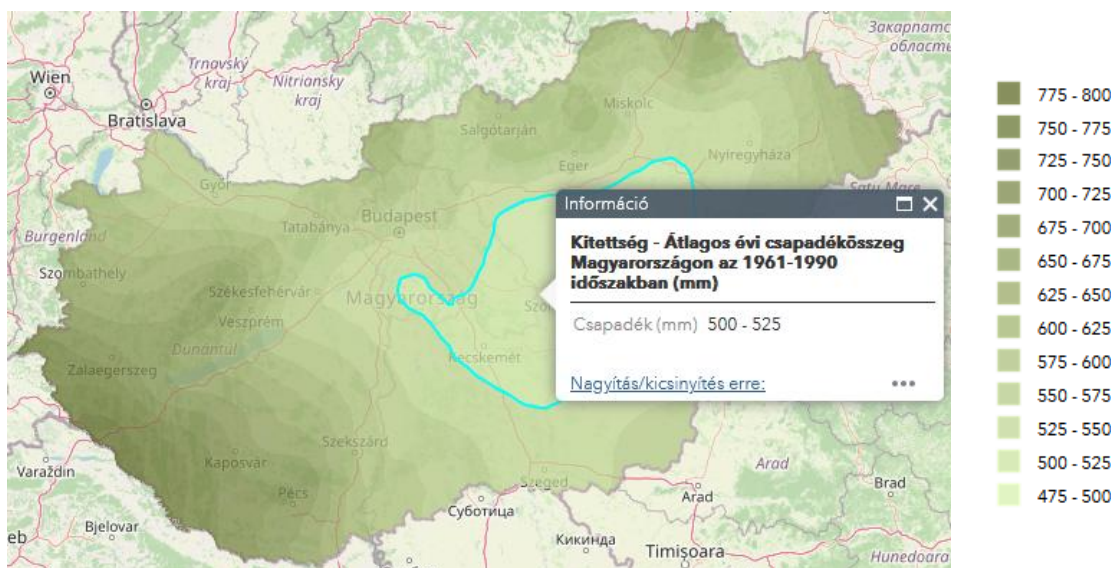 Закарпатс
областе
Trnavský
kraj
Nitriansky
kraj
Wien
Bratislava
Miskolc
Salgótarján
Eger
Nyíregyháza
Satu Mare
Győr
Budapest
Tatabánya
Burgenland
Szombathely
Székesfehérvár
Magyarország
Veszprém
Dunántúl
Zalaegerszeg
Kecskemét
Szekszárd
Kaposvár
Pécs
Szeged
Varaždin
Bjelovar
eb
Суботица
Кикинда
Arad
Arad
Brad
Timișoara
Hunedoara
Információ
Kitettség - Átlagos évi csapadékösszeg
Magyarországon az 1961-1990
időszakban (mm)
Csapadék (mm) 500 - 525
Nagyítás/kicsinyítés erre:
775 - 800
750 - 775
725 - 750
700 - 725
675 - 700
650 - 675
625 - 650
600 - 625
575 - 600
550 - 575
525 - 550
500 - 525
475 - 500